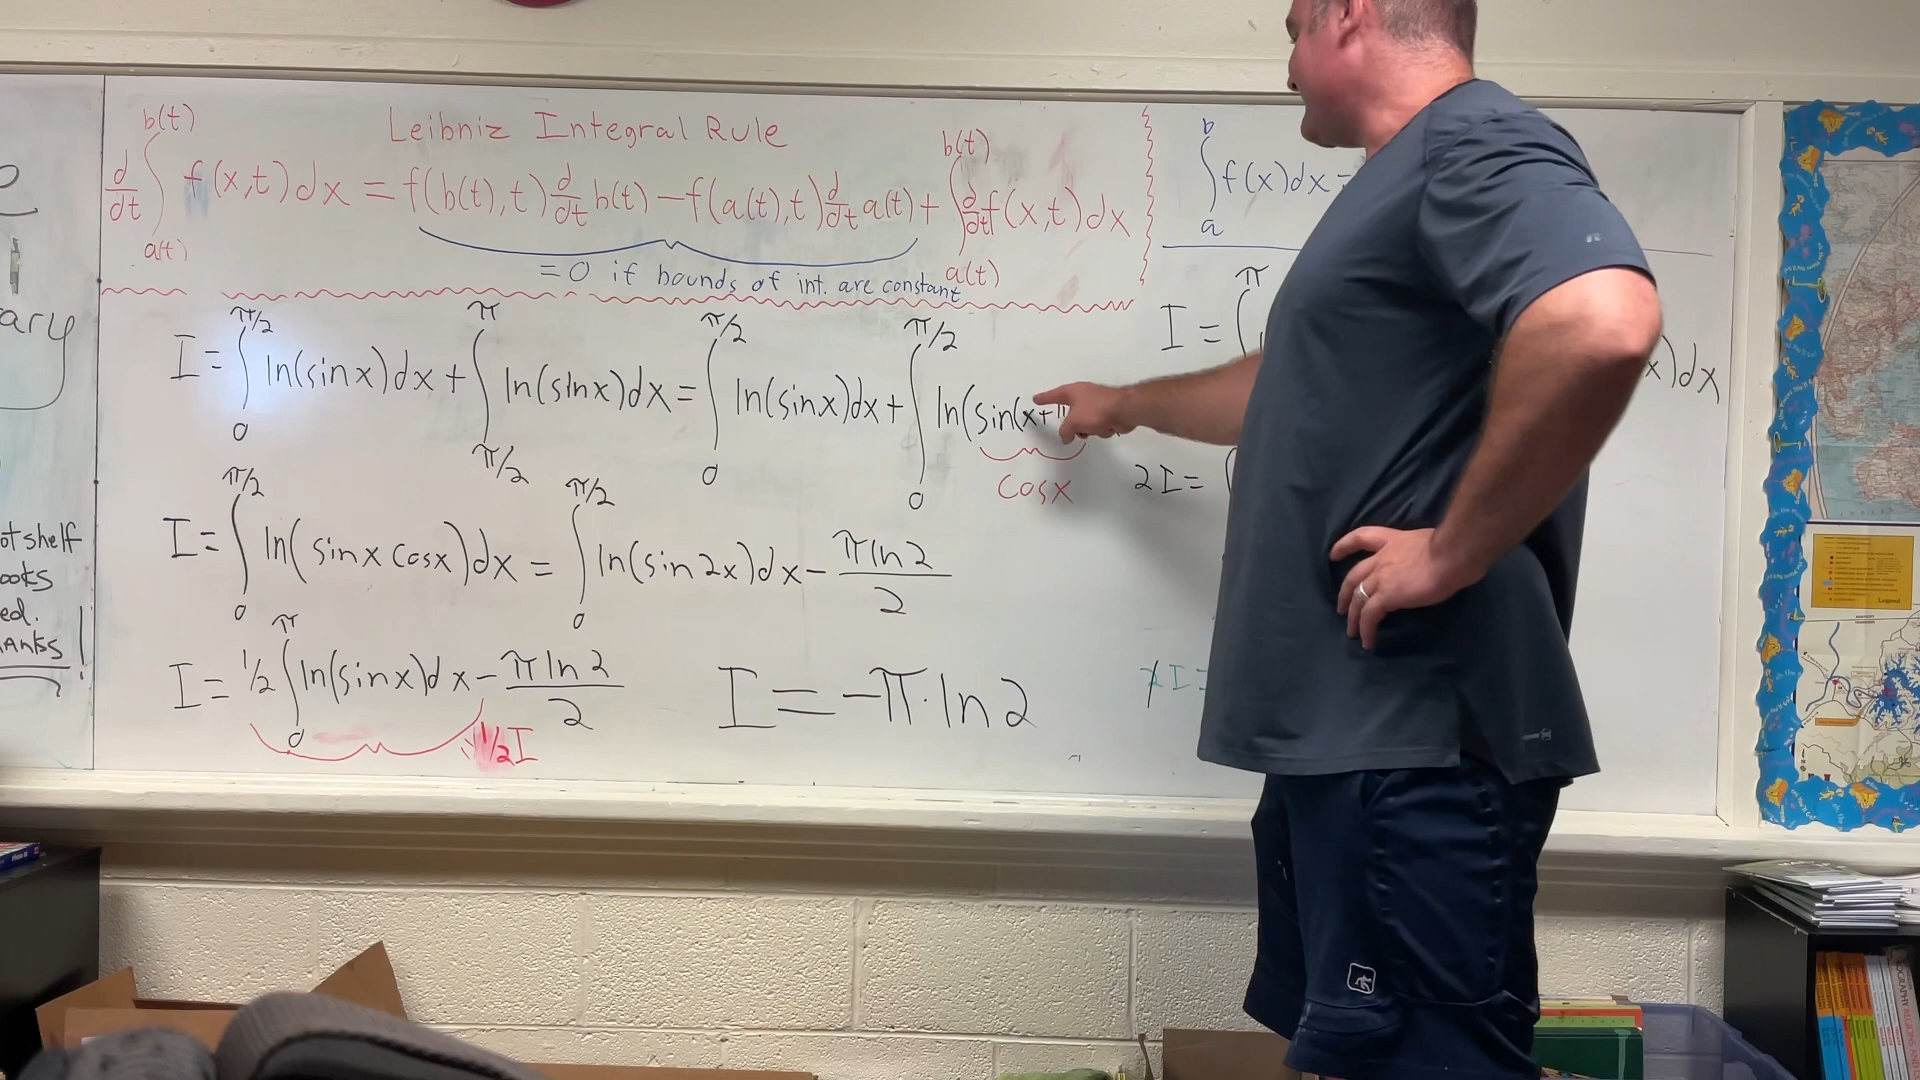 Leibniz Integral Rule
d/dt ∫_{a(t)}^{b(t)} f(x,t)dx = f(b(t),t) d/dt b(t) − f(a(t),t) d/dt a(t) + ∫_{a(t)}^{b(t)} d/dt f(x,t)dx
= 0 if bounds of int. are constant
I = ∫_0^{π/2} ln(sinx)dx + ∫_{π/2}^{π} ln(sinx)dx = ∫_0^{π/2} ln(sinx)dx + ∫_0^{π/2} ln(sin(x+
cosx
I = ∫_0^{π/2} ln(sinx cosx)dx = ∫_0^{π/2} ln(sin2x)dx − πln2/2
I = 1/2 ∫_0^{π} ln(sinx)dx − πln2/2
1/2 I
I = −π·ln2
∫_a^b f(x)dx
I = ∫^π
x)dx
2I =
I =
ary
ot shelf
ooks
ed.
anks!
Legend